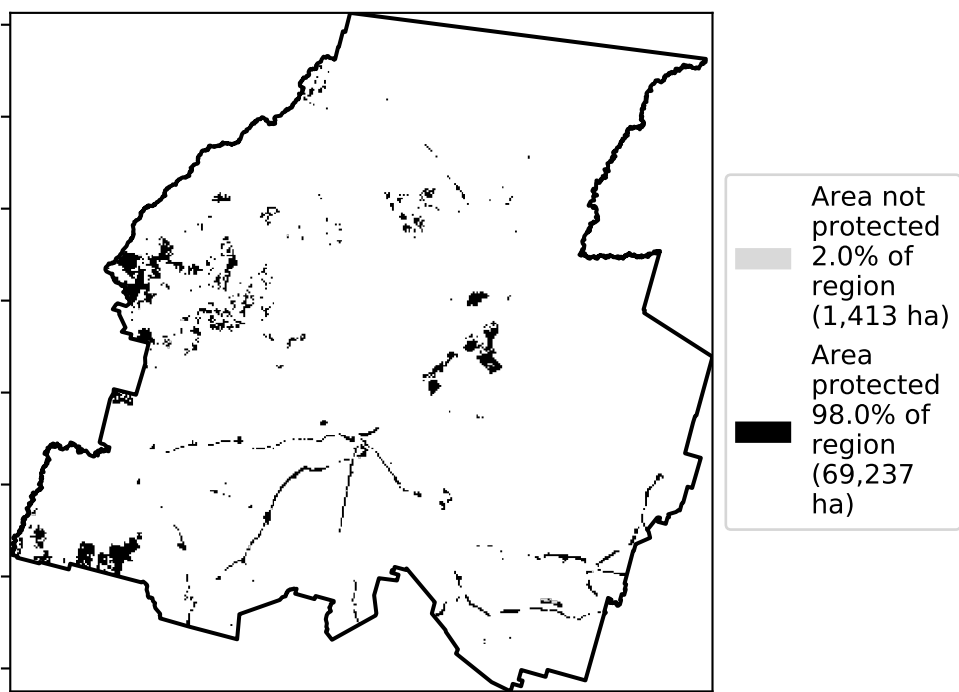 Area not
protected
2.0% of
region
(1,413 ha)
Area
protected
98.0% of
region
(69,237
ha)